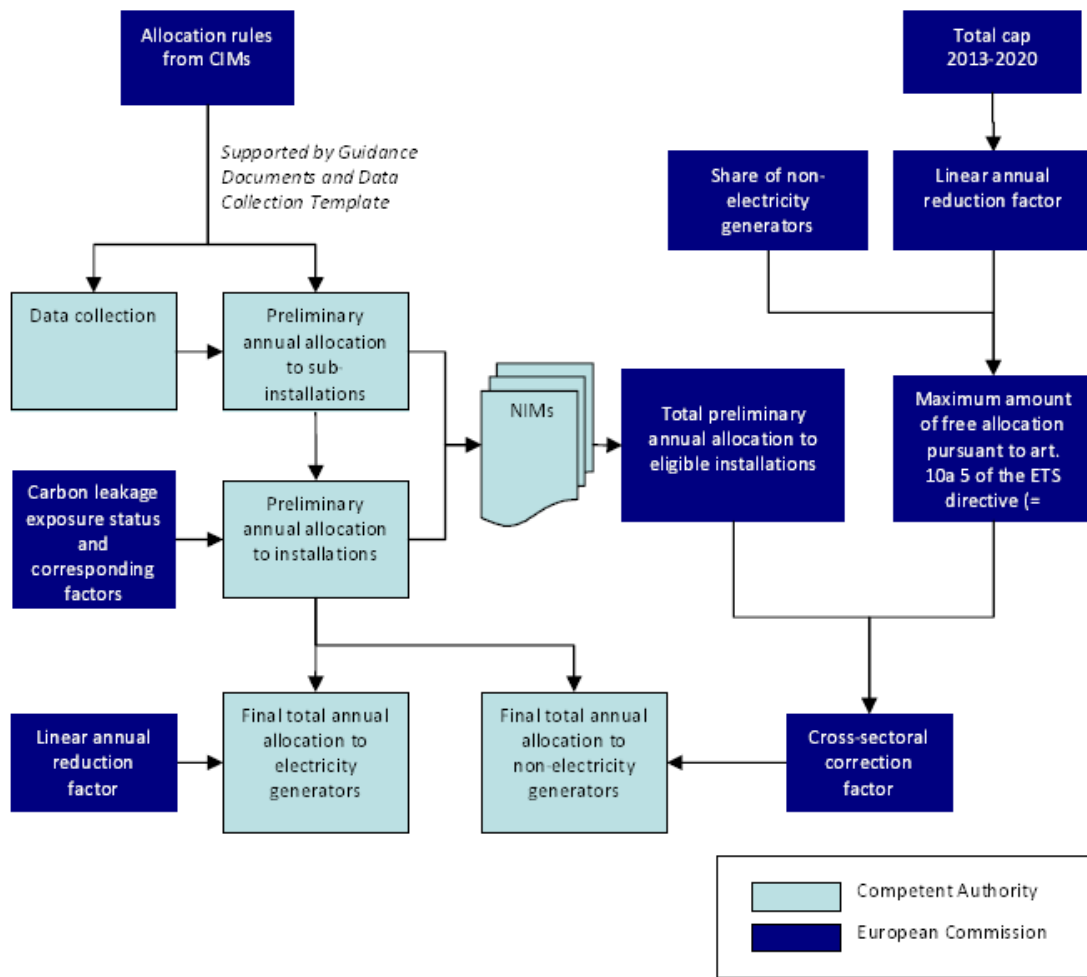 Allocation rules
from CIMs
Total cap
2013-2020
Supported by Guidance
Documents and Data
Collection Template
Share of non-
electricity
generators
Linear annual
reduction factor
Data collection
Preliminary
annual allocation
to sub-
installations
NIMs
Total preliminary
annual allocation to
eligible installations
Maximum amount
of free allocation
pursuant to art.
10a 5 of the ETS
directive (=
Carbon leakage
exposure status
and
corresponding
factors
Preliminary
annual allocation
to installations
Linear annual
reduction
factor
Final total annual
allocation to
electricity
generators
Final total annual
allocation to
non-electricity
generators
Cross-sectoral
correction
factor
Competent Authority
European Commission